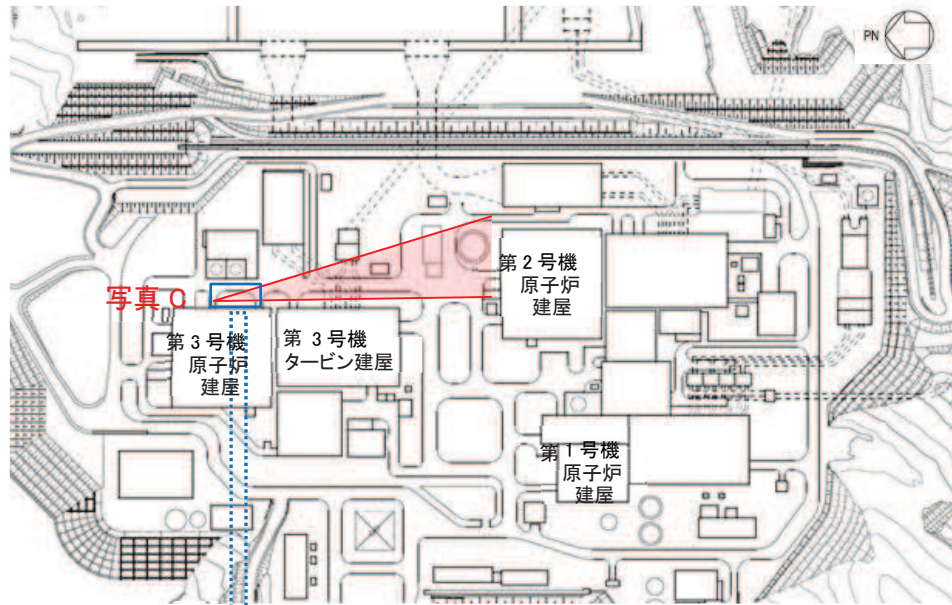 PN
写真 C
第2号機
原子炉
建屋
第3号機
原子炉
建屋
第 3号機
タービン建屋
第1号機
原子炉
建屋